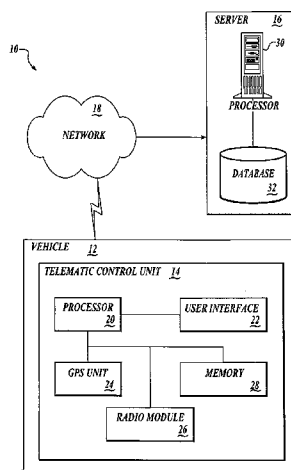 SERVER 16
10
30
PROCESSOR
18
NETWORK
DATABASE
32
VEHICLE 12
TELEMATIC CONTROL UNIT 14
PROCESSOR
20
USER INTERFACE
22
GPS UNIT
24
MEMORY
28
RADIO MODULE
26